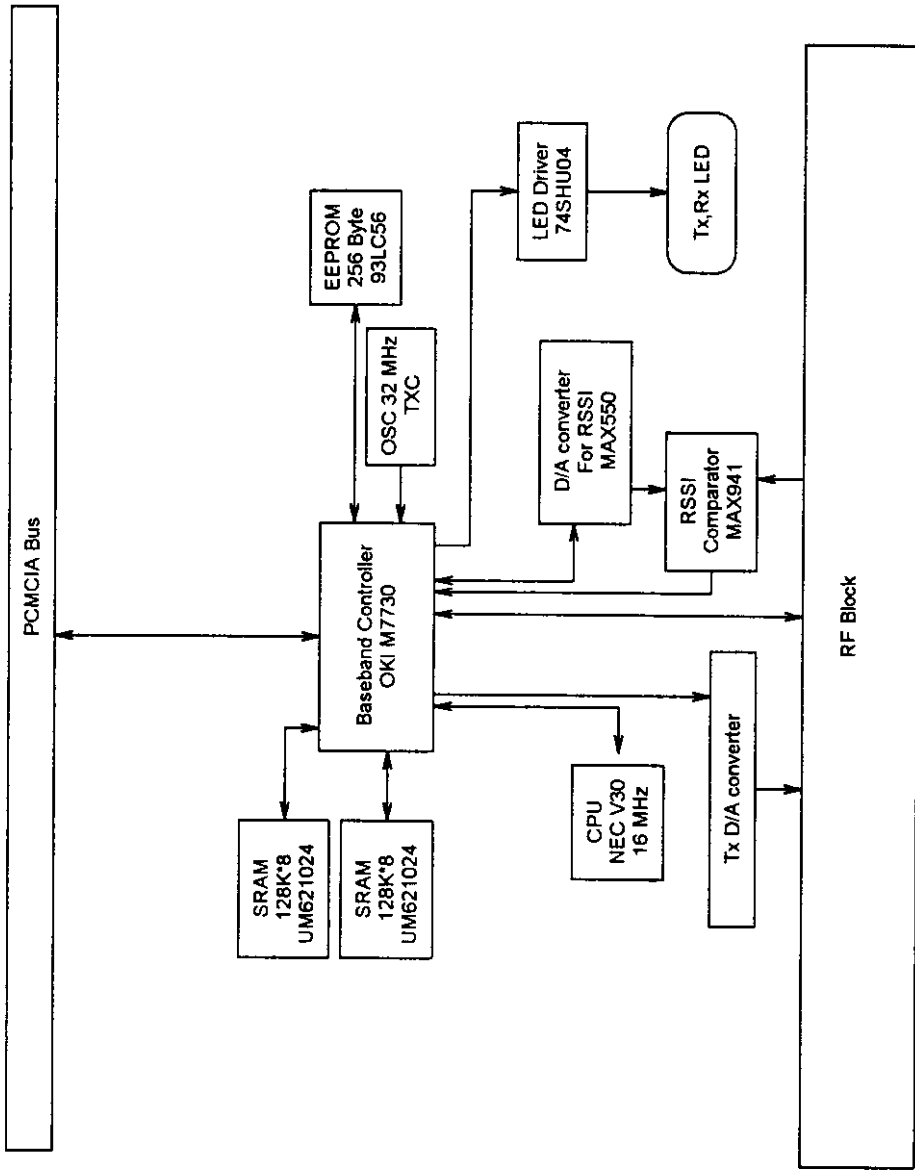 PCMCIA Bus
SRAM
128K*8
UM621024
SRAM
128K*8
UM621024
Baseband Controller
OKI M7730
EEPROM
256 Byte
93LC56
OSC 32 MHz
TXC
CPU
NEC V30
16 MHz
Tx D/A converter
D/A converter
For RSSI
MAX550
RSSI
Comparator
MAX941
LED Driver
74SHU04
Tx,Rx LED
RF Block